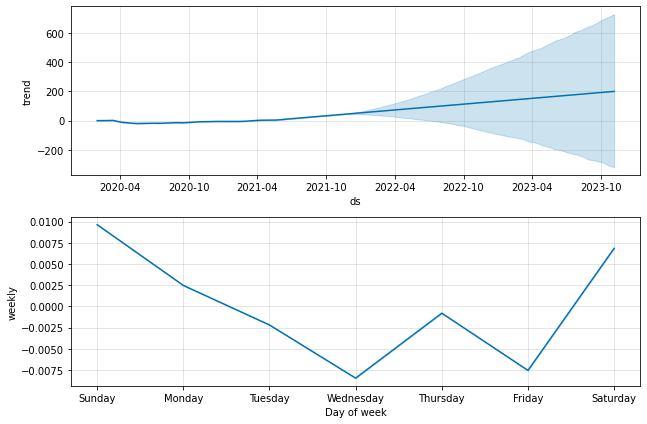 600
400
200
0
−200
trend
2020-04 2020-10 2021-04 2021-10 2022-04 2022-10 2023-04 2023-10
ds
0.0100
0.0075
0.0050
0.0025
0.0000
−0.0025
−0.0050
−0.0075
weekly
Sunday Monday Tuesday Wednesday Thursday Friday Saturday
Day of week